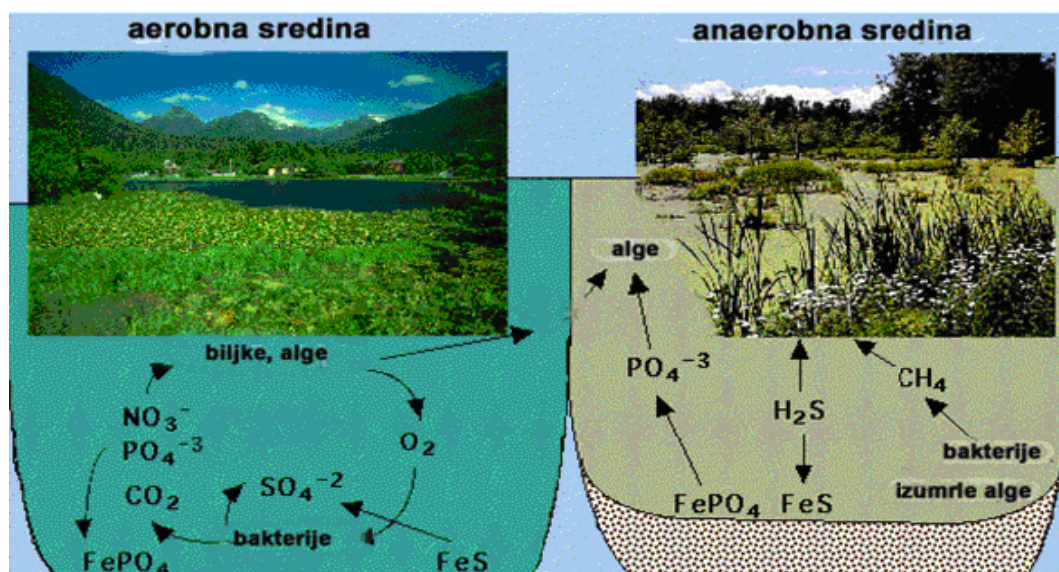 aerobna sredina
anaerobna sredina
biljke, alge
NO₃⁻
PO₄⁻³
CO₂
SO₄⁻²
O₂
bakterije
FePO₄
FeS
alge
PO₄⁻³
H₂S
CH₄
bakterije
izumrle alge
FePO₄
FeS